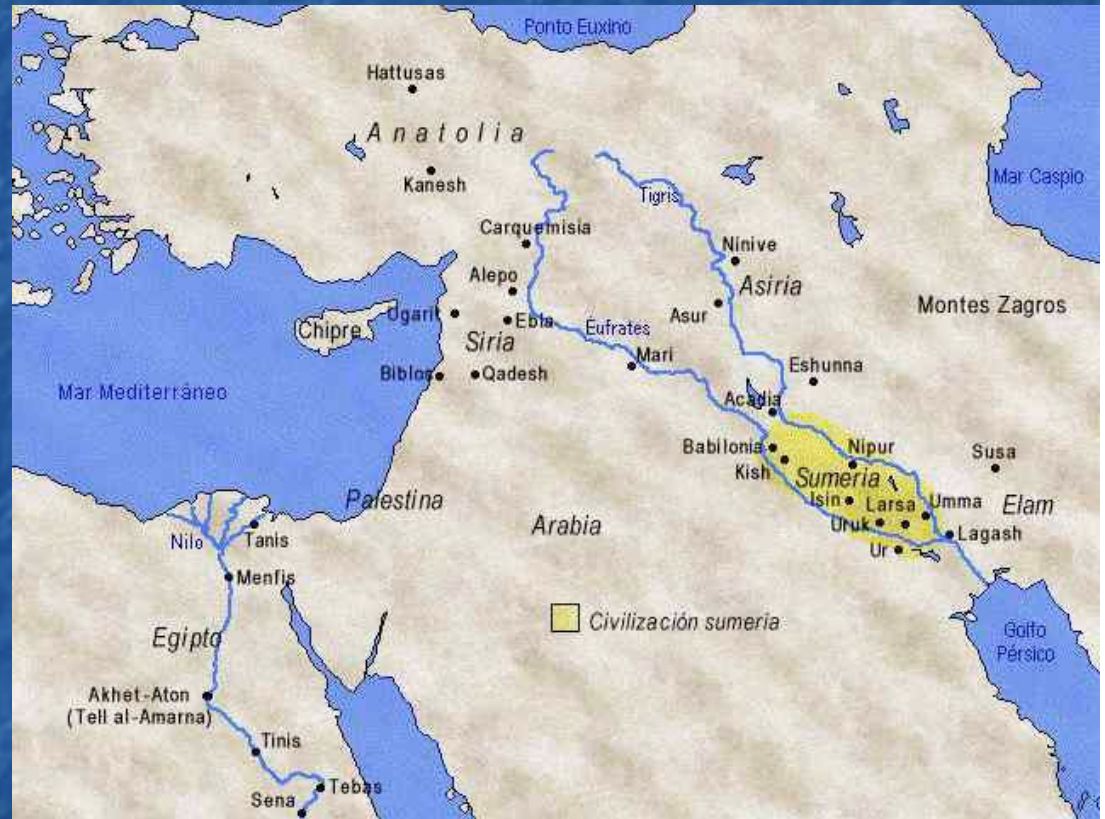 Ponto Euxino
Hattusas
Anatolia
Kanesh
Mar Caspio
Tigris
Carquemisia
Ninive
Alepo
Asiria
Montes Zagros
Ugarit
Ebla
Asur
Chipre
Siria
Éufrates
Mari
Eshunna
Biblos
Qadesh
Mar Mediterráneo
Acadia
Babilonia
Nipur
Susa
Kish
Sumeria
Palestina
Isin
Larsa
Umma
Elam
Arabia
Uruk
Lagash
Nilo
Tanis
Ur
Menfis
Civilización sumeria
Egipto
Golfo
Pérsico
Akhet-Aton
(Tell al-Amarna)
Tinis
Tebas
Sena